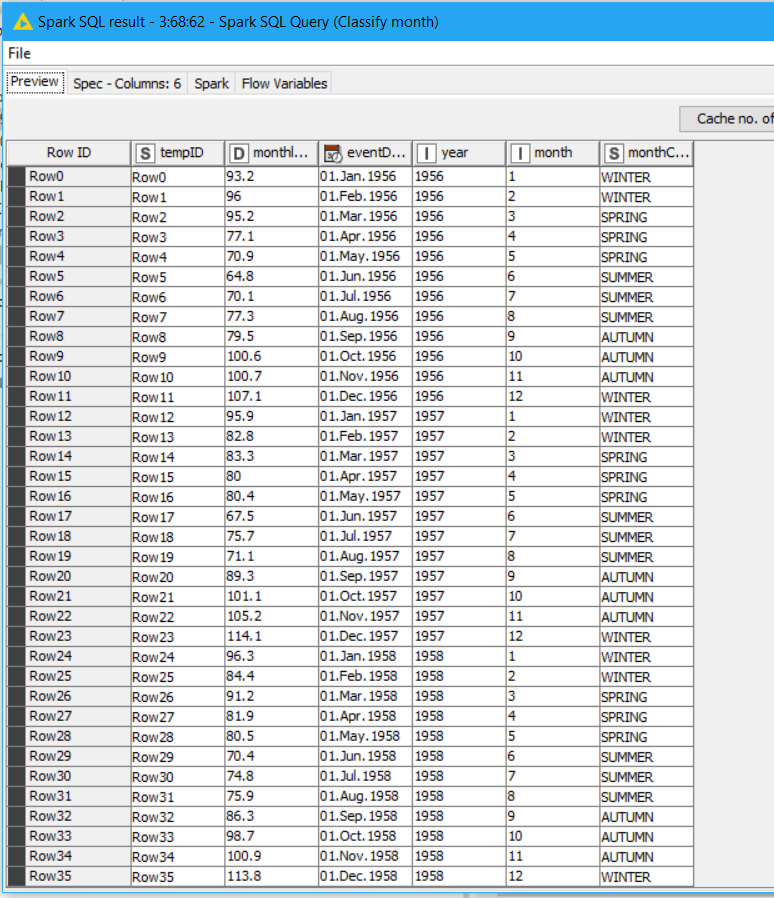 Spark SQL result - 3:68:62 - Spark SQL Query (Classify month)
File
Preview Spec - Columns: 6 Spark Flow Variables
Cache no. of
Row ID S tempID D monthl... eventD... I year I month S monthC...
Row0 Row0 93.2 01.Jan.1956 1956 1 WINTER
Row1 Row1 96 01.Feb.1956 1956 2 WINTER
Row2 Row2 95.2 01.Mar.1956 1956 3 SPRING
Row3 Row3 77.1 01.Apr.1956 1956 4 SPRING
Row4 Row4 70.9 01.May.1956 1956 5 SPRING
Row5 Row5 64.8 01.Jun.1956 1956 6 SUMMER
Row6 Row6 70.1 01.Jul.1956 1956 7 SUMMER
Row7 Row7 77.3 01.Aug.1956 1956 8 SUMMER
Row8 Row8 79.5 01.Sep.1956 1956 9 AUTUMN
Row9 Row9 100.6 01.Oct.1956 1956 10 AUTUMN
Row10 Row10 100.7 01.Nov.1956 1956 11 AUTUMN
Row11 Row11 107.1 01.Dec.1956 1956 12 WINTER
Row12 Row12 95.9 01.Jan.1957 1957 1 WINTER
Row13 Row13 82.8 01.Feb.1957 1957 2 WINTER
Row14 Row14 83.3 01.Mar.1957 1957 3 SPRING
Row15 Row15 80 01.Apr.1957 1957 4 SPRING
Row16 Row16 80.4 01.May.1957 1957 5 SPRING
Row17 Row17 67.5 01.Jun.1957 1957 6 SUMMER
Row18 Row18 75.7 01.Jul.1957 1957 7 SUMMER
Row19 Row19 71.1 01.Aug.1957 1957 8 SUMMER
Row20 Row20 89.3 01.Sep.1957 1957 9 AUTUMN
Row21 Row21 101.1 01.Oct.1957 1957 10 AUTUMN
Row22 Row22 105.2 01.Nov.1957 1957 11 AUTUMN
Row23 Row23 114.1 01.Dec.1957 1957 12 WINTER
Row24 Row24 96.3 01.Jan.1958 1958 1 WINTER
Row25 Row25 84.4 01.Feb.1958 1958 2 WINTER
Row26 Row26 91.2 01.Mar.1958 1958 3 SPRING
Row27 Row27 81.9 01.Apr.1958 1958 4 SPRING
Row28 Row28 80.5 01.May.1958 1958 5 SPRING
Row29 Row29 70.4 01.Jun.1958 1958 6 SUMMER
Row30 Row30 74.8 01.Jul.1958 1958 7 SUMMER
Row31 Row31 75.9 01.Aug.1958 1958 8 SUMMER
Row32 Row32 86.3 01.Sep.1958 1958 9 AUTUMN
Row33 Row33 98.7 01.Oct.1958 1958 10 AUTUMN
Row34 Row34 100.9 01.Nov.1958 1958 11 AUTUMN
Row35 Row35 113.8 01.Dec.1958 1958 12 WINTER